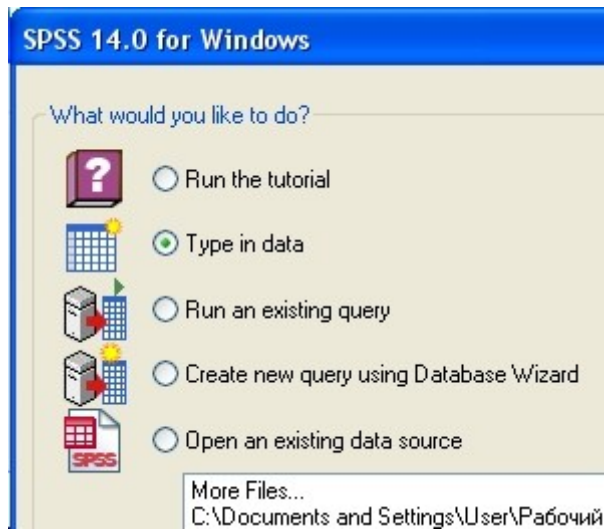 SPSS 14.0 for Windows
What would you like to do?
?
Run the tutorial
Type in data
Run an existing query
Create new query using Database Wizard
Open an existing data source
SPSS
More Files...
C:\Documents and Settings\User\Рабочий